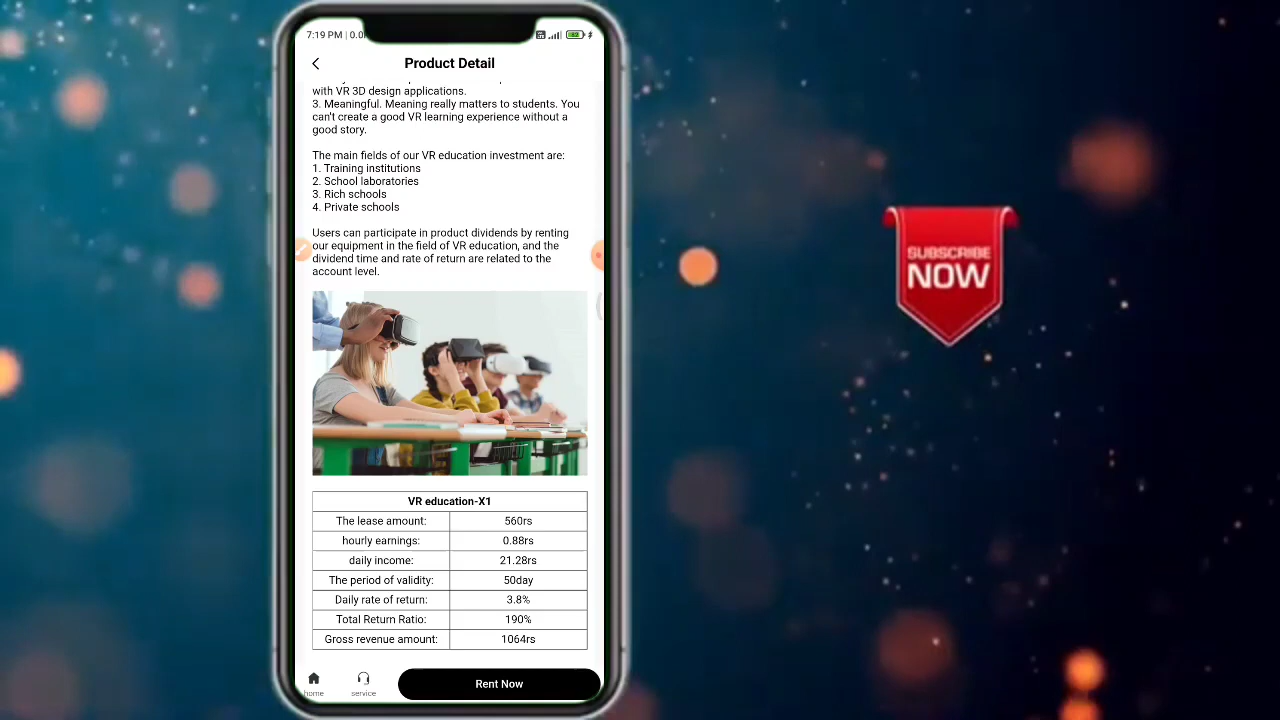 7:19 PM | 0.0
Product Detail
with VR 3D design applications.
3. Meaningful. Meaning really matters to students. You
can't create a good VR learning experience without a
good story.
The main fields of our VR education investment are:
1. Training institutions
2. School laboratories
3. Rich schools
4. Private schools
Users can participate in product dividends by renting
our equipment in the field of VR education, and the
dividend time and rate of return are related to the
account level.
VR education-X1
The lease amount: 560rs
hourly earnings: 0.88rs
daily income: 21.28rs
The period of validity: 50day
Daily rate of return: 3.8%
Total Return Ratio: 190%
Gross revenue amount: 1064rs
home
service
Rent Now
SUBSCRIBE
NOW